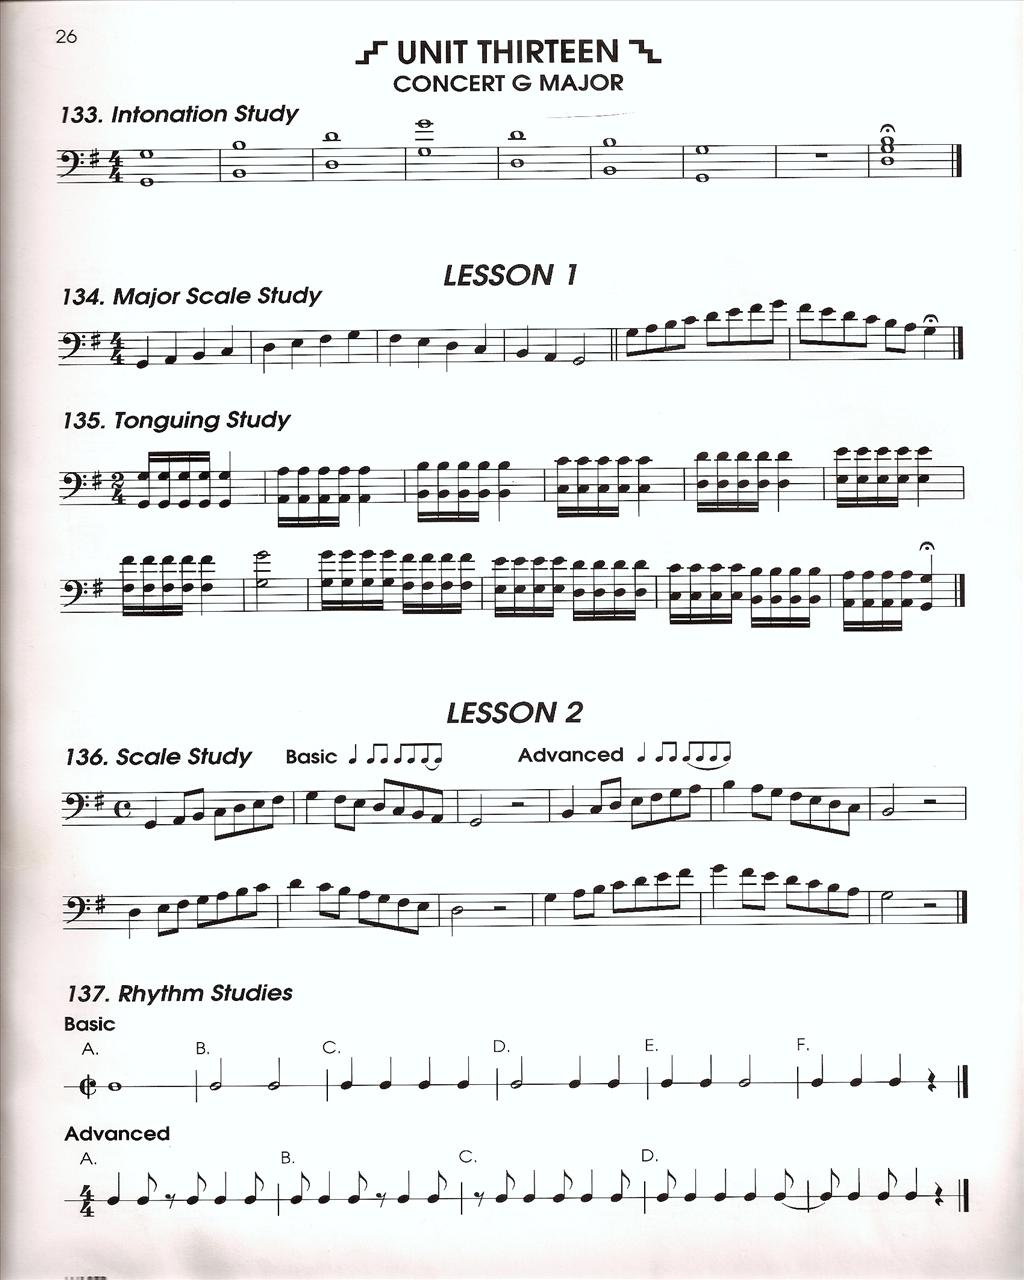 26
UNIT THIRTEEN
CONCERT G MAJOR
133. Intonation Study
LESSON 1
134. Major Scale Study
135. Tonguing Study
LESSON 2
136. Scale Study Basic Advanced
137. Rhythm Studies
Basic
A. B. C. D. E. F.
Advanced
A. B. C. D.